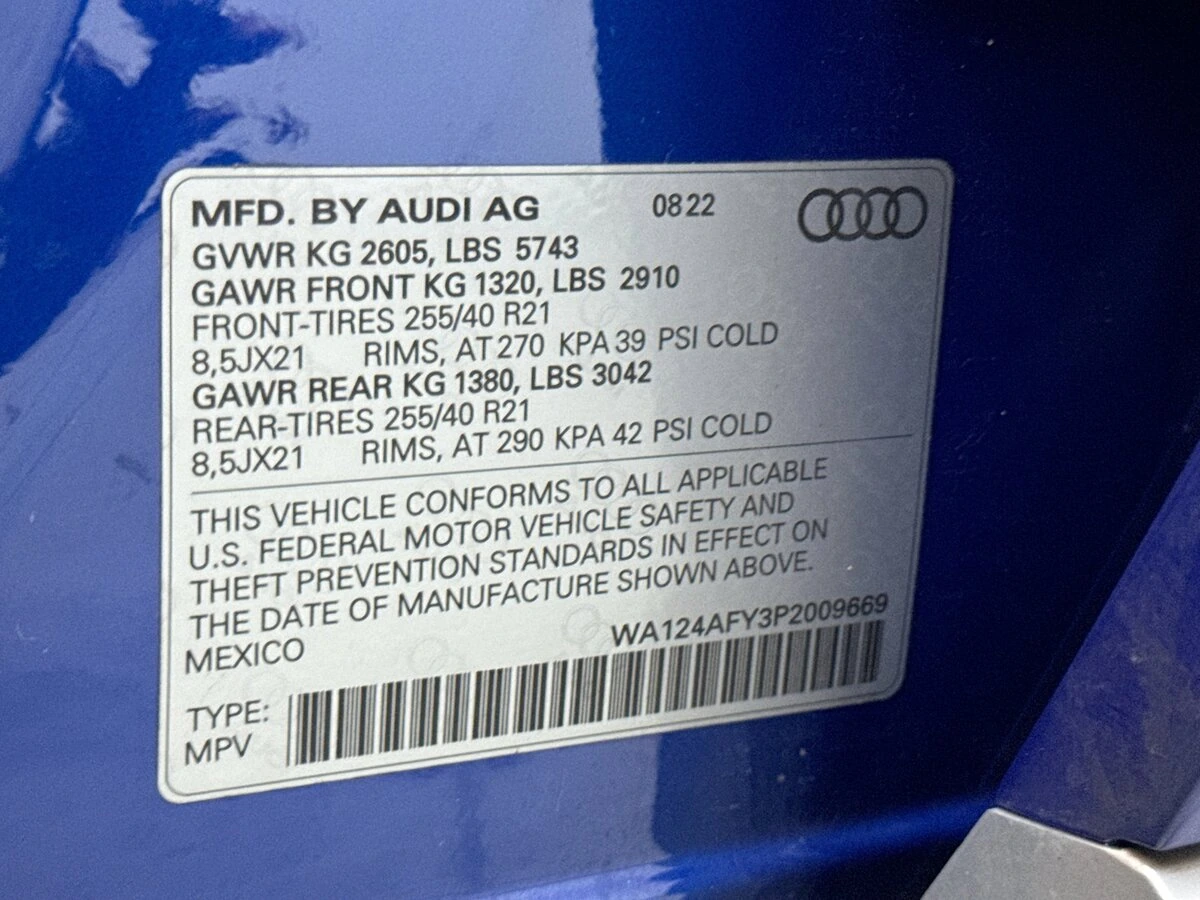 MFD. BY AUDI AG 0822
GVWR KG 2605, LBS 5743
GAWR FRONT KG 1320, LBS 2910
FRONT-TIRES 255/40 R21
8,5JX21 RIMS, AT 270 KPA 39 PSI COLD
GAWR REAR KG 1380, LBS 3042
REAR-TIRES 255/40 R21
8,5JX21 RIMS, AT 290 KPA 42 PSI COLD
THIS VEHICLE CONFORMS TO ALL APPLICABLE
U.S. FEDERAL MOTOR VEHICLE SAFETY AND
THEFT PREVENTION STANDARDS IN EFFECT ON
THE DATE OF MANUFACTURE SHOWN ABOVE.
MEXICO WA124AFY3P2009669
TYPE:
MPV